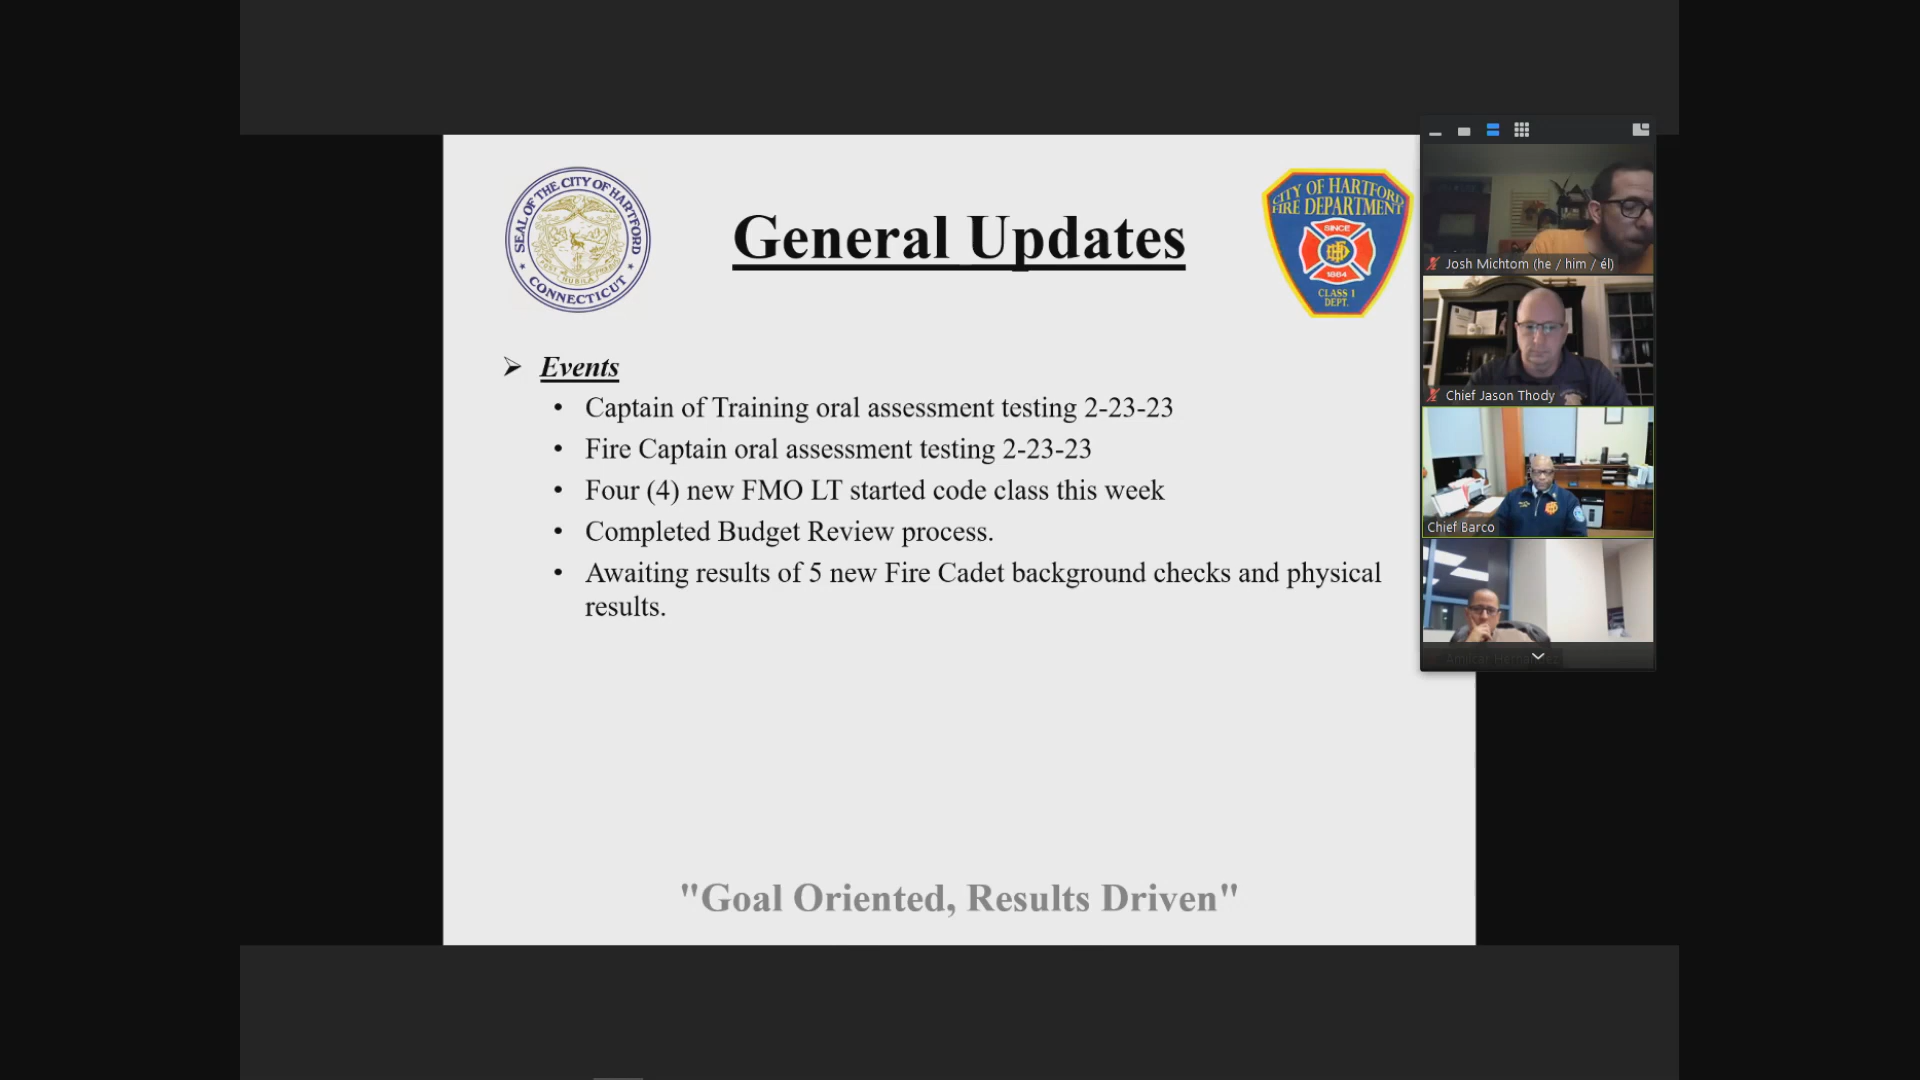 SEAL OF THE CITY OF HARTFORD
CONNECTICUT
General Updates
CITY OF HARTFORD
FIRE DEPARTMENT
SINCE
HFD
1864
CLASS 1
DEPT.
➢ Events
• Captain of Training oral assessment testing 2-23-23
• Fire Captain oral assessment testing 2-23-23
• Four (4) new FMO LT started code class this week
• Completed Budget Review process.
• Awaiting results of 5 new Fire Cadet background checks and physical
results.
"Goal Oriented, Results Driven"
Josh Michtom (he / him / él)
Chief Jason Thody
Chief Barco
Amilcar Hernandez